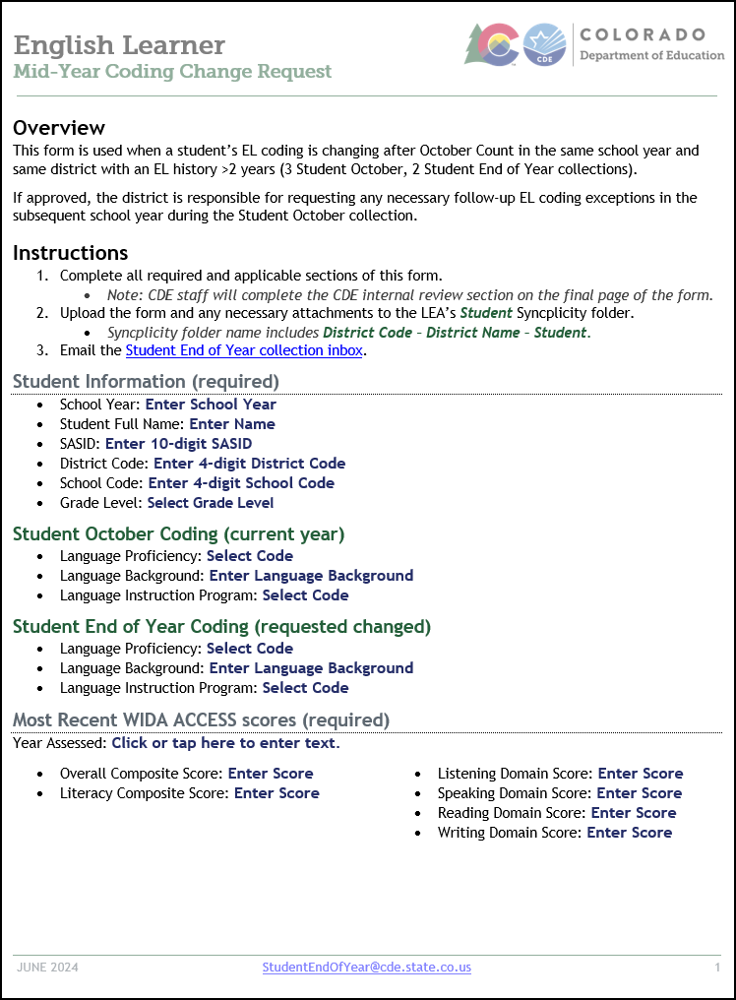 English Learner
Mid-Year Coding Change Request
CDE
COLORADO
Department of Education
Overview
This form is used when a student’s EL coding is changing after October Count in the same school year and
same district with an EL history >2 years (3 Student October, 2 Student End of Year collections).
If approved, the district is responsible for requesting any necessary follow-up EL coding exceptions in the
subsequent school year during the Student October collection.
Instructions
1. Complete all required and applicable sections of this form.
• Note: CDE staff will complete the CDE internal review section on the final page of the form.
2. Upload the form and any necessary attachments to the LEA’s Student Syncplicity folder.
• Syncplicity folder name includes District Code – District Name – Student.
3. Email the Student End of Year collection inbox.
Student Information (required)
• School Year: Enter School Year
• Student Full Name: Enter Name
• SASID: Enter 10-digit SASID
• District Code: Enter 4-digit District Code
• School Code: Enter 4-digit School Code
• Grade Level: Select Grade Level
Student October Coding (current year)
• Language Proficiency: Select Code
• Language Background: Enter Language Background
• Language Instruction Program: Select Code
Student End of Year Coding (requested changed)
• Language Proficiency: Select Code
• Language Background: Enter Language Background
• Language Instruction Program: Select Code
Most Recent WIDA ACCESS scores (required)
Year Assessed: Click or tap here to enter text.
• Overall Composite Score: Enter Score
• Literacy Composite Score: Enter Score
• Listening Domain Score: Enter Score
• Speaking Domain Score: Enter Score
• Reading Domain Score: Enter Score
• Writing Domain Score: Enter Score
JUNE 2024
StudentEndOfYear@cde.state.co.us
1